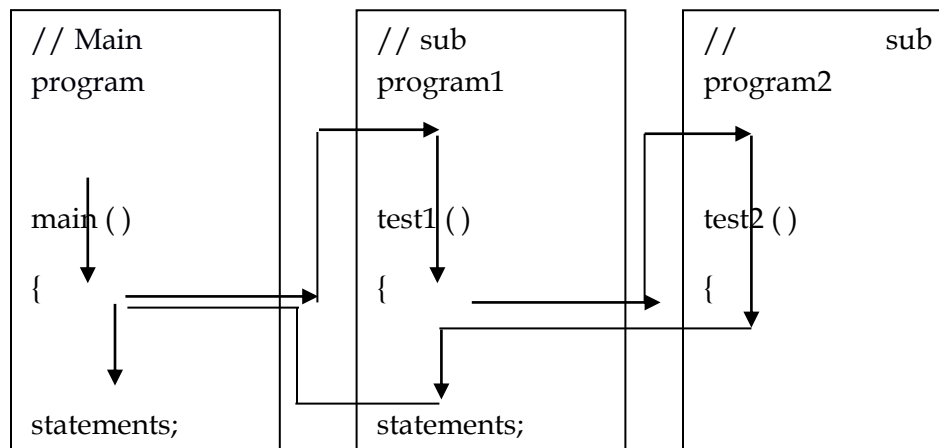 // Main
program
main ( )
{
statements;
// sub
program1
test1 ( )
{
statements;
// sub
program2
test2 ( )
{